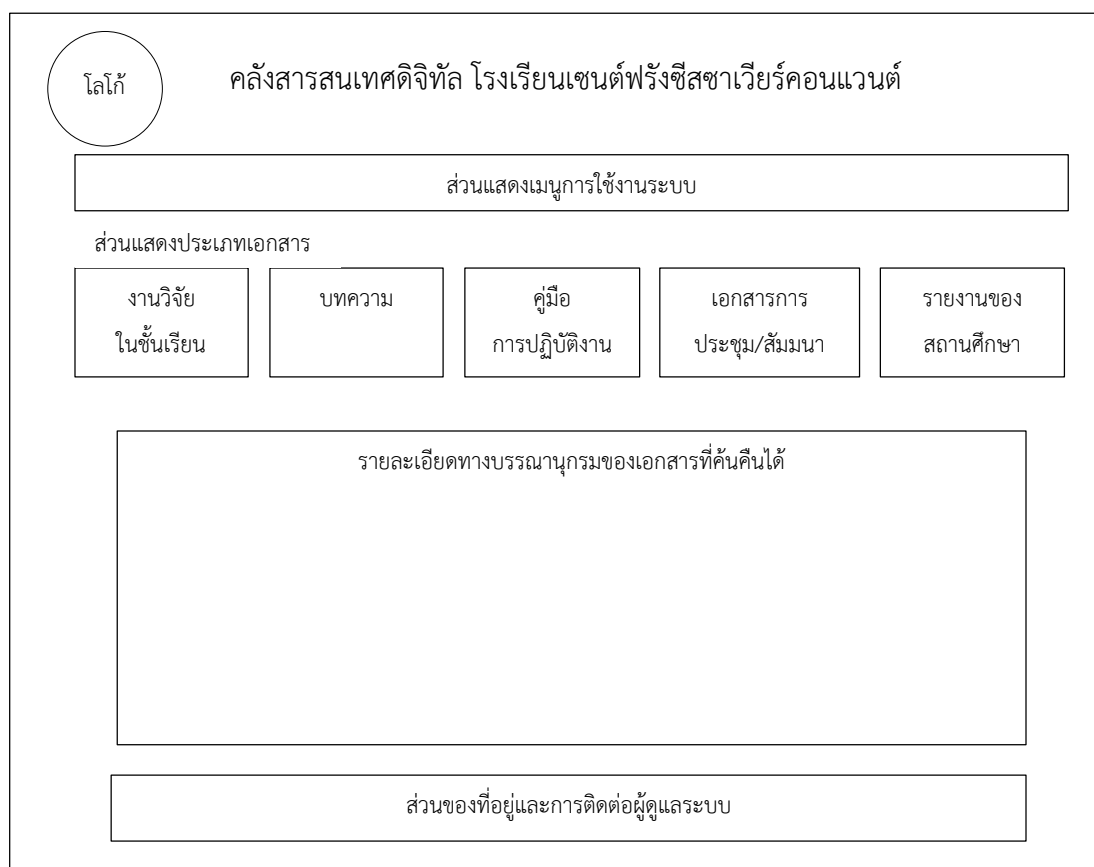 โลโก้
คลังสารสนเทศดิจิทัล โรงเรียนเซนต์ฟรังซีสซาเวียร์คอนแวนต์
ส่วนแสดงเมนูการใช้งานระบบ
ส่วนแสดงประเภทเอกสาร
งานวิจัย
ในชั้นเรียน
บทความ
คู่มือ
การปฏิบัติงาน
เอกสารการ
ประชุม/สัมมนา
รายงานของ
สถานศึกษา
รายละเอียดทางบรรณานุกรมของเอกสารที่ค้นคืนได้
ส่วนของที่อยู่และการติดต่อผู้ดูแลระบบ